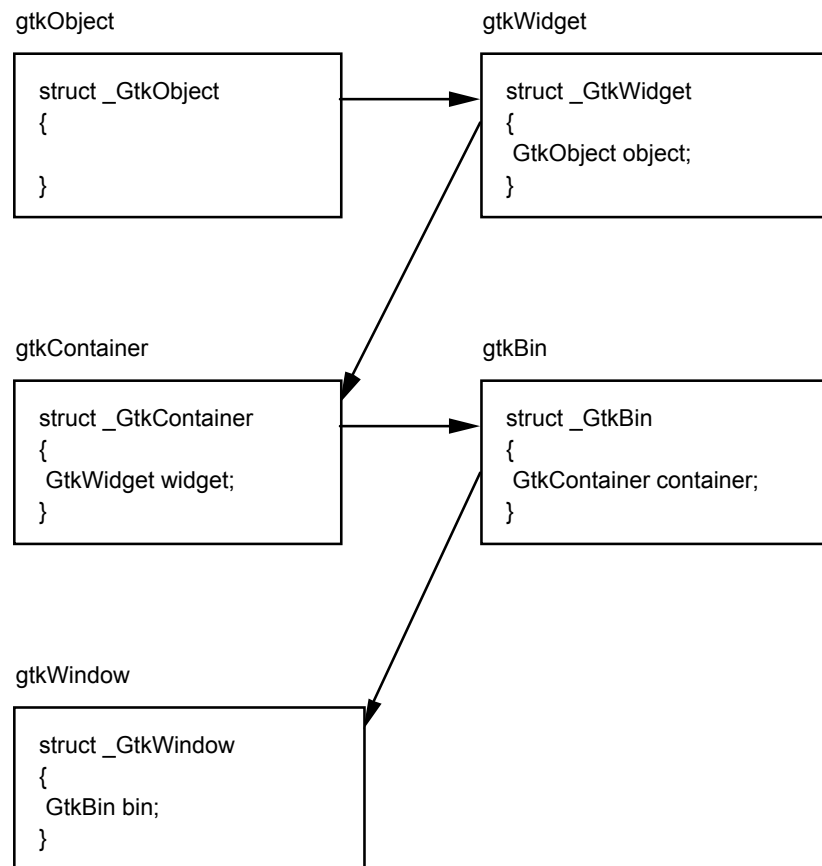 gtkObject
struct _GtkObject
{
}
gtkWidget
struct _GtkWidget
{
GtkObject object;
}
gtkContainer
struct _GtkContainer
{
GtkWidget widget;
}
gtkBin
struct _GtkBin
{
GtkContainer container;
}
gtkWindow
struct _GtkWindow
{
GtkBin bin;
}